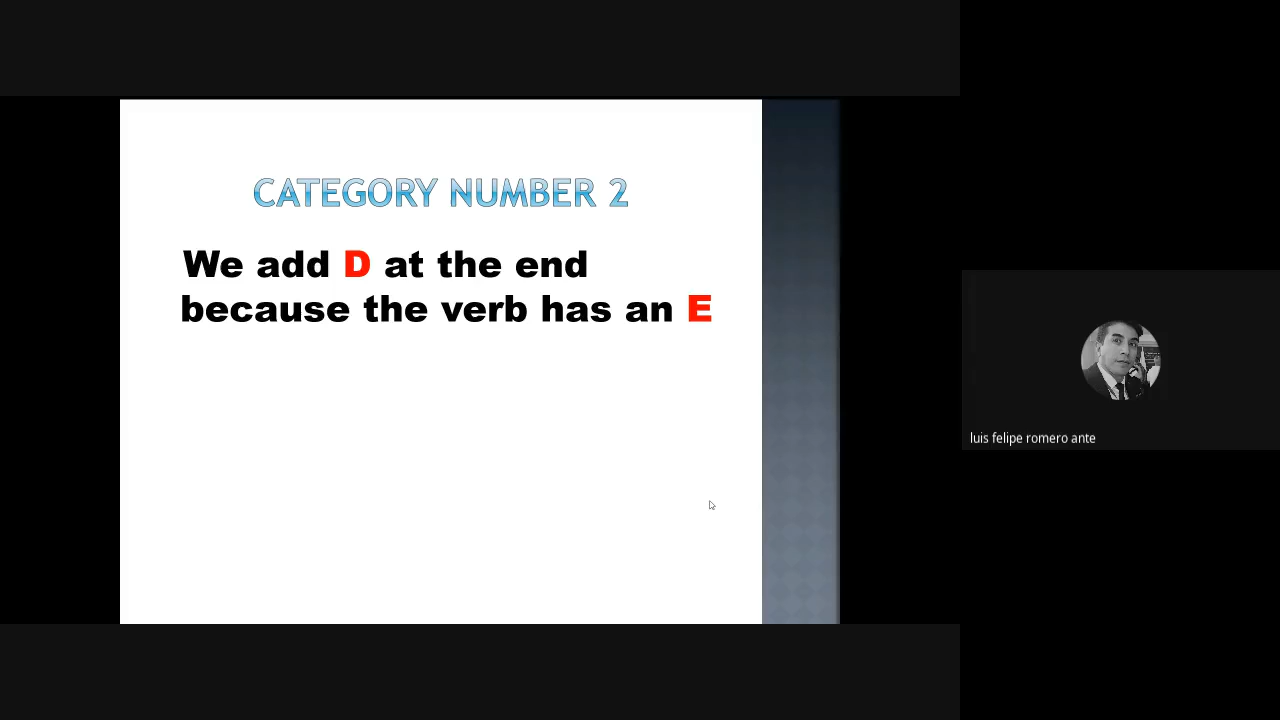 CATEGORY NUMBER 2
We add D at the end
because the verb has an E
luis felipe romero ante